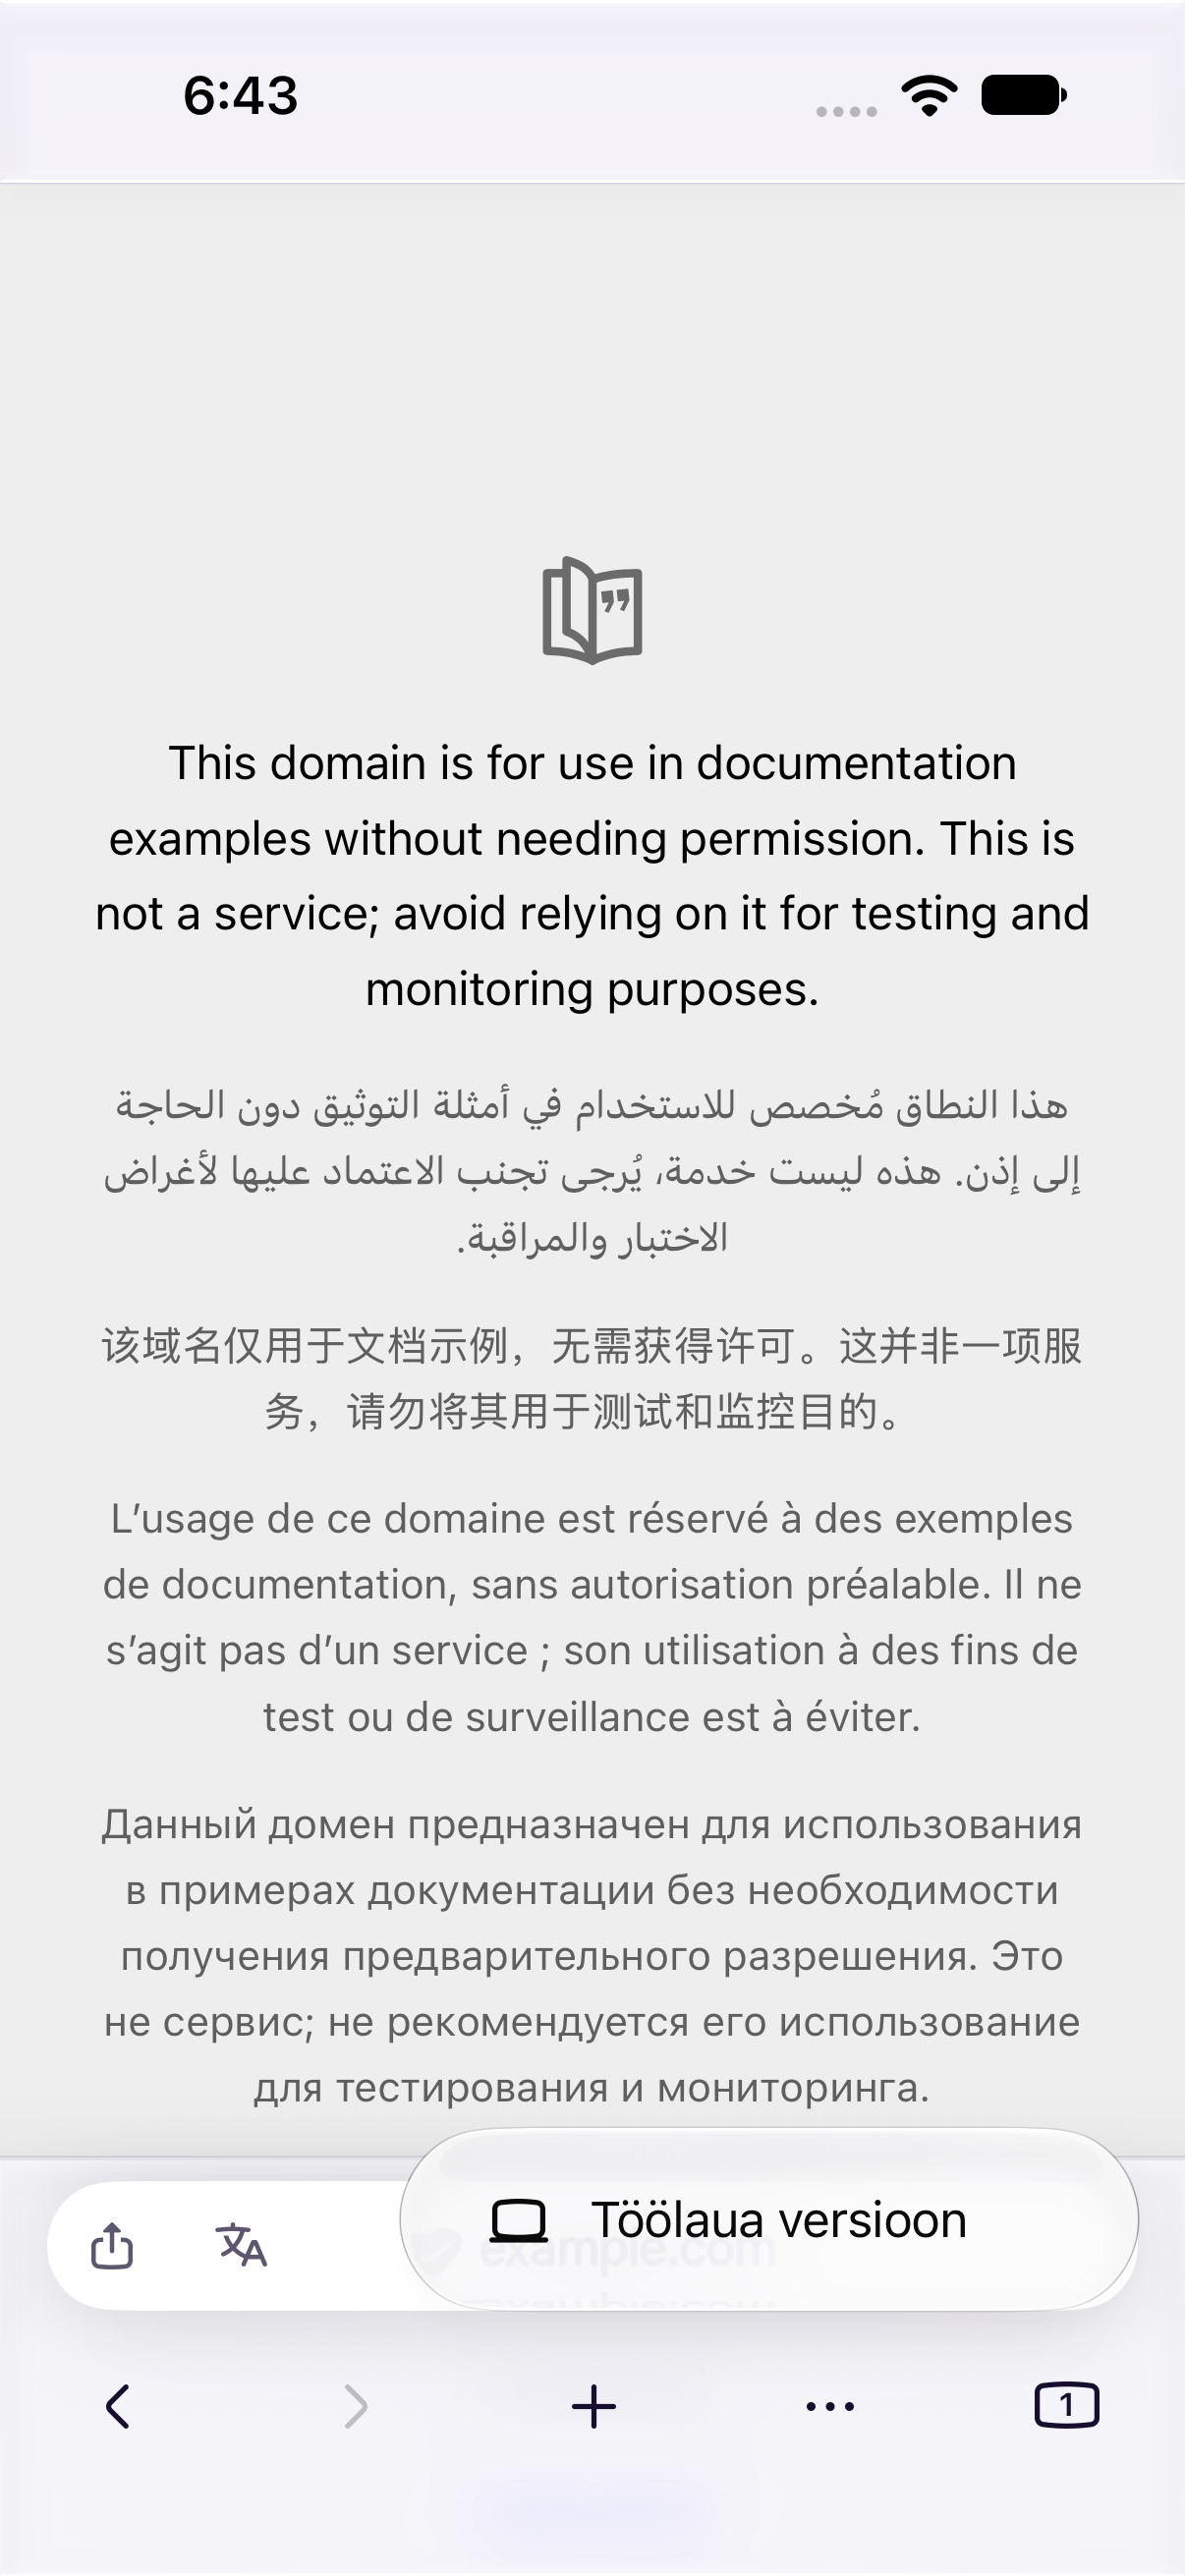 6:43
This domain is for use in documentation
examples without needing permission. This is
not a service; avoid relying on it for testing and
monitoring purposes.
هذا النطاق مُخصص للاستخدام في أمثلة التوثيق دون الحاجة
إلى إذن. هذه ليست خدمة، يُرجى تجنب الاعتماد عليها لأغراض
الاختبار والمراقبة.
该域名仅用于文档示例，无需获得许可。这并非一项服
务，请勿将其用于测试和监控目的。
L’usage de ce domaine est réservé à des exemples
de documentation, sans autorisation préalable. Il ne
s’agit pas d’un service ; son utilisation à des fins de
test ou de surveillance est à éviter.
Данный домен предназначен для использования
в примерах документации без необходимости
получения предварительного разрешения. Это
не сервис; не рекомендуется его использование
для тестирования и мониторинга.
Töölaua versioon
example.com
1